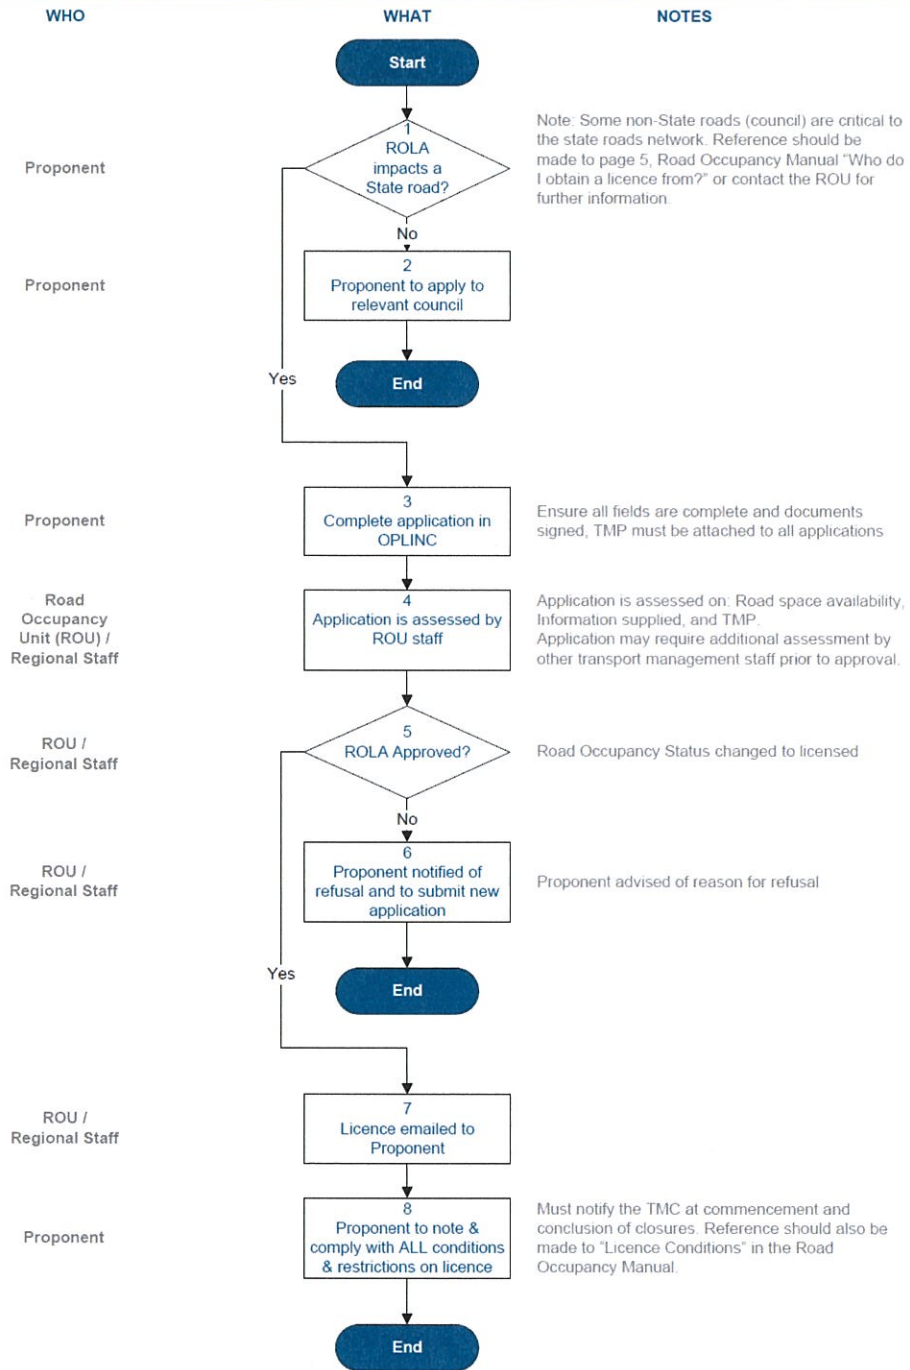 WHO
WHAT
NOTES
Start
Proponent
1
ROLA
impacts a
State road?
Note: Some non-State roads (council) are critical to
the state roads network. Reference should be
made to page 5, Road Occupancy Manual "Who do
I obtain a licence from?" or contact the ROU for
further information.
No
Proponent
2
Proponent to apply to
relevant council
End
Yes
Proponent
3
Complete application in
OPLINC
Ensure all fields are complete and documents
signed, TMP must be attached to all applications
Road
Occupancy
Unit (ROU) /
Regional Staff
4
Application is assessed by
ROU staff
Application is assessed on: Road space availability,
Information supplied, and TMP.
Application may require additional assessment by
other transport management staff prior to approval.
ROU /
Regional Staff
5
ROLA Approved?
Road Occupancy Status changed to licensed
No
ROU /
Regional Staff
6
Proponent notified of
refusal and to submit new
application
Proponent advised of reason for refusal
Yes
End
ROU /
Regional Staff
7
Licence emailed to
Proponent
Proponent
8
Proponent to note &
comply with ALL conditions
& restrictions on licence
Must notify the TMC at commencement and
conclusion of closures. Reference should also be
made to "Licence Conditions" in the Road
Occupancy Manual.
End